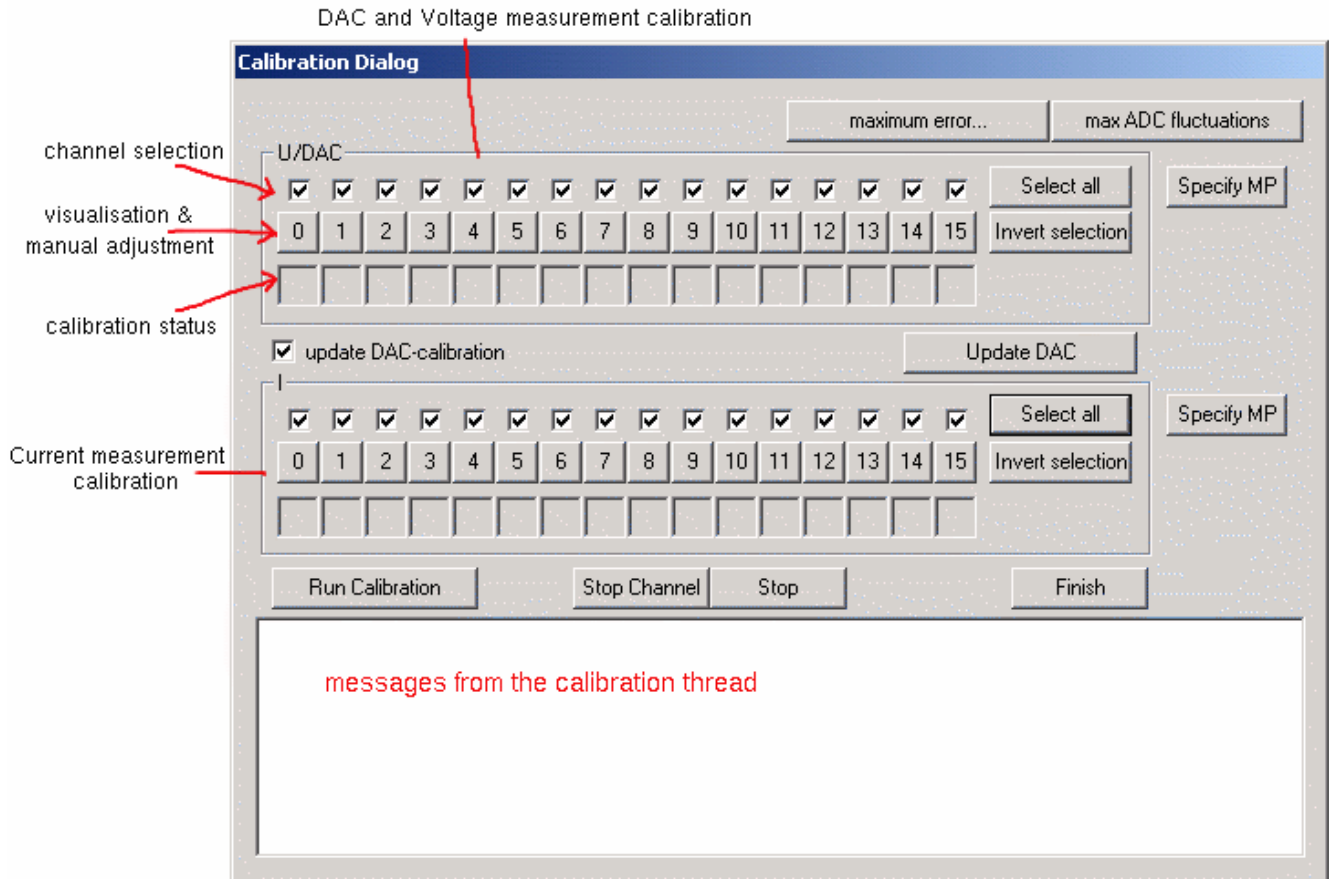 DAC and Voltage measurement calibration
Calibration Dialog
maximum error...
max ADC fluctuations
channel selection
U/DAC
Select all
Specify MP
visualisation &
manual adjustment
0 1 2 3 4 5 6 7 8 9 10 11 12 13 14 15
Invert selection
calibration status
update DAC-calibration
Update DAC
I
Select all
Specify MP
Current measurement
calibration
0 1 2 3 4 5 6 7 8 9 10 11 12 13 14 15
Invert selection
Run Calibration
Stop Channel
Stop
Finish
messages from the calibration thread